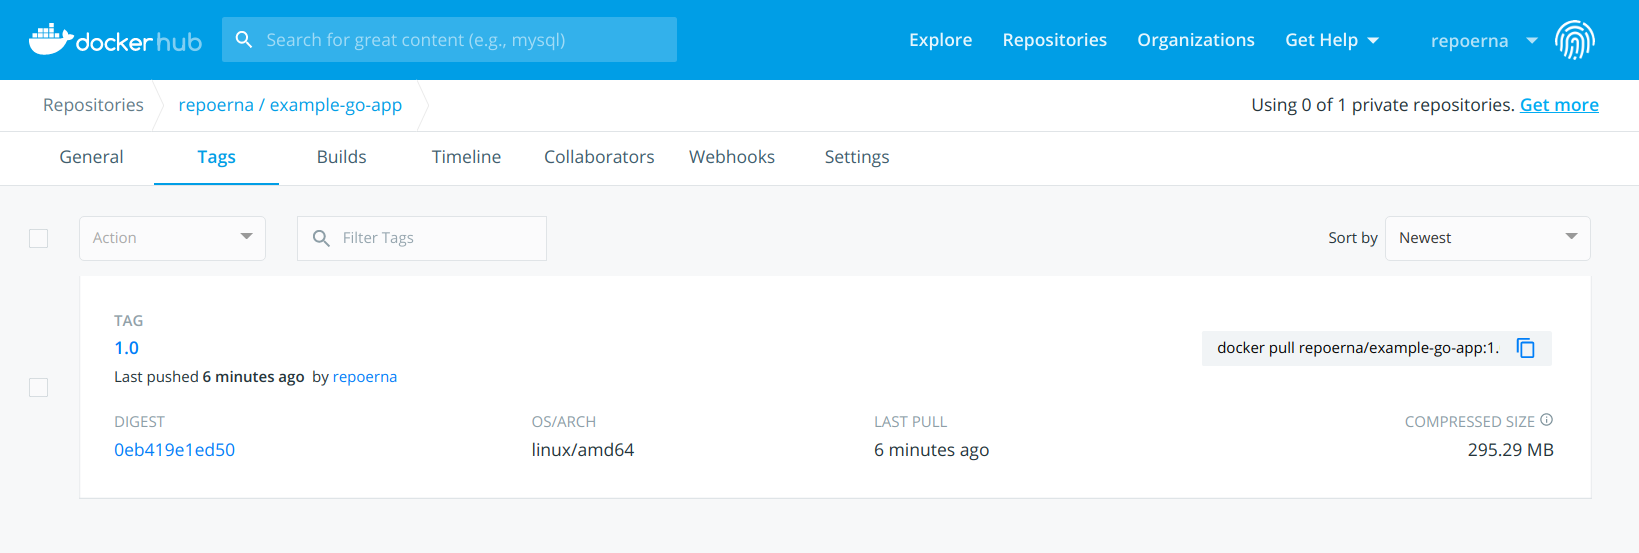 docker hub
Search for great content (e.g., mysql)
Explore
Repositories
Organizations
Get Help
repoerna
Repositories
repoerna / example-go-app
Using 0 of 1 private repositories. Get more
General
Tags
Builds
Timeline
Collaborators
Webhooks
Settings
Action
Filter Tags
Sort by
Newest
TAG
1.0
docker pull repoerna/example-go-app:1.
Last pushed 6 minutes ago by repoerna
DIGEST
OS/ARCH
LAST PULL
COMPRESSED SIZE
0eb419e1ed50
linux/amd64
6 minutes ago
295.29 MB